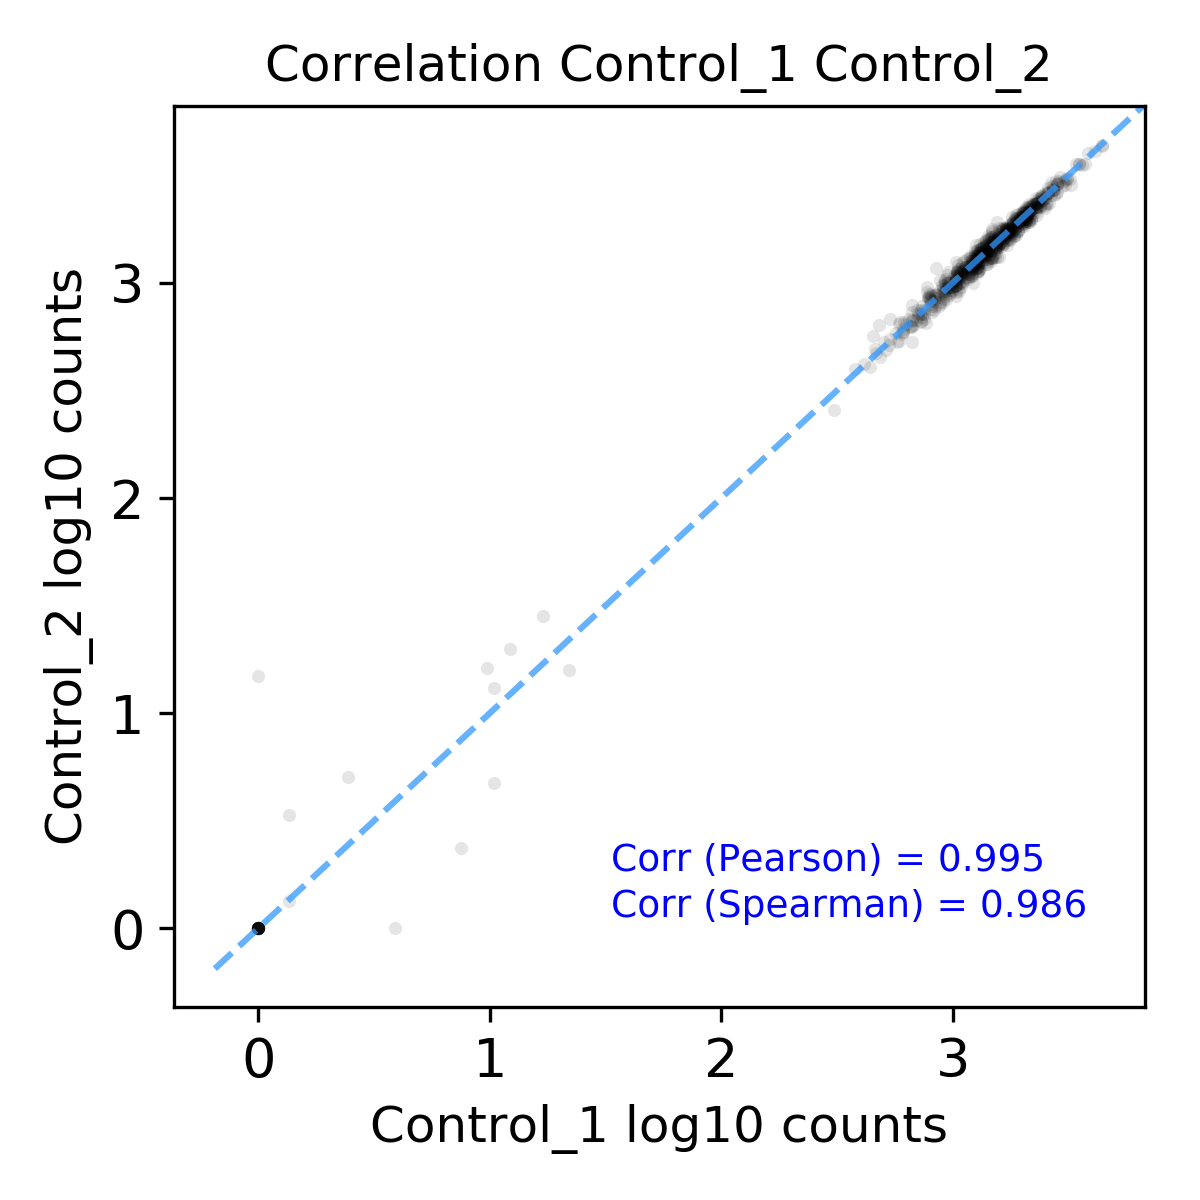 Correlation Control_1 Control_2
Control_2 log10 counts
3
2
1
0
Corr (Pearson) = 0.995
Corr (Spearman) = 0.986
0 1 2 3
Control_1 log10 counts